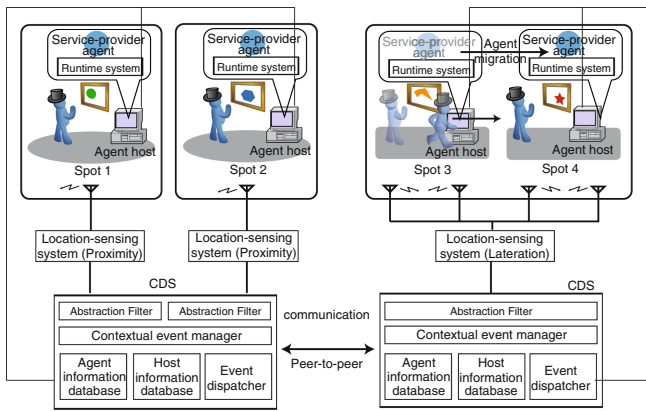 Service-provider
agent
Runtime system
Agent host
Spot 1
Service-provider
agent
Runtime system
Agent host
Spot 2
Service-provider
agent
Runtime system
Agent
migration
Service-provider
agent
Runtime system
Agent host
Spot 3
Agent host
Spot 4
Location-sensing
system (Proximity)
Location-sensing
system (Proximity)
Location-sensing
system (Lateration)
CDS
Abstraction Filter
Abstraction Filter
Contextual event manager
Agent
information
database
Host
information
database
Event
dispatcher
communication
Peer-to-peer
CDS
Abstraction Filter
Contextual event manager
Agent
information
database
Host
information
database
Event
dispatcher